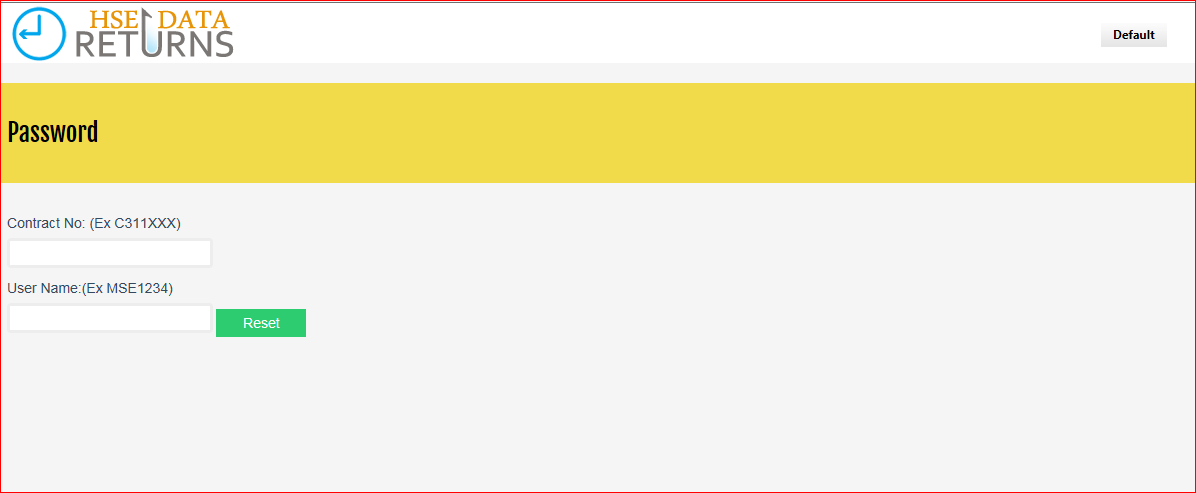 HSE DATA
RETURNS
Default
Password
Contract No: (Ex C311XXX)
User Name:(Ex MSE1234)
Reset